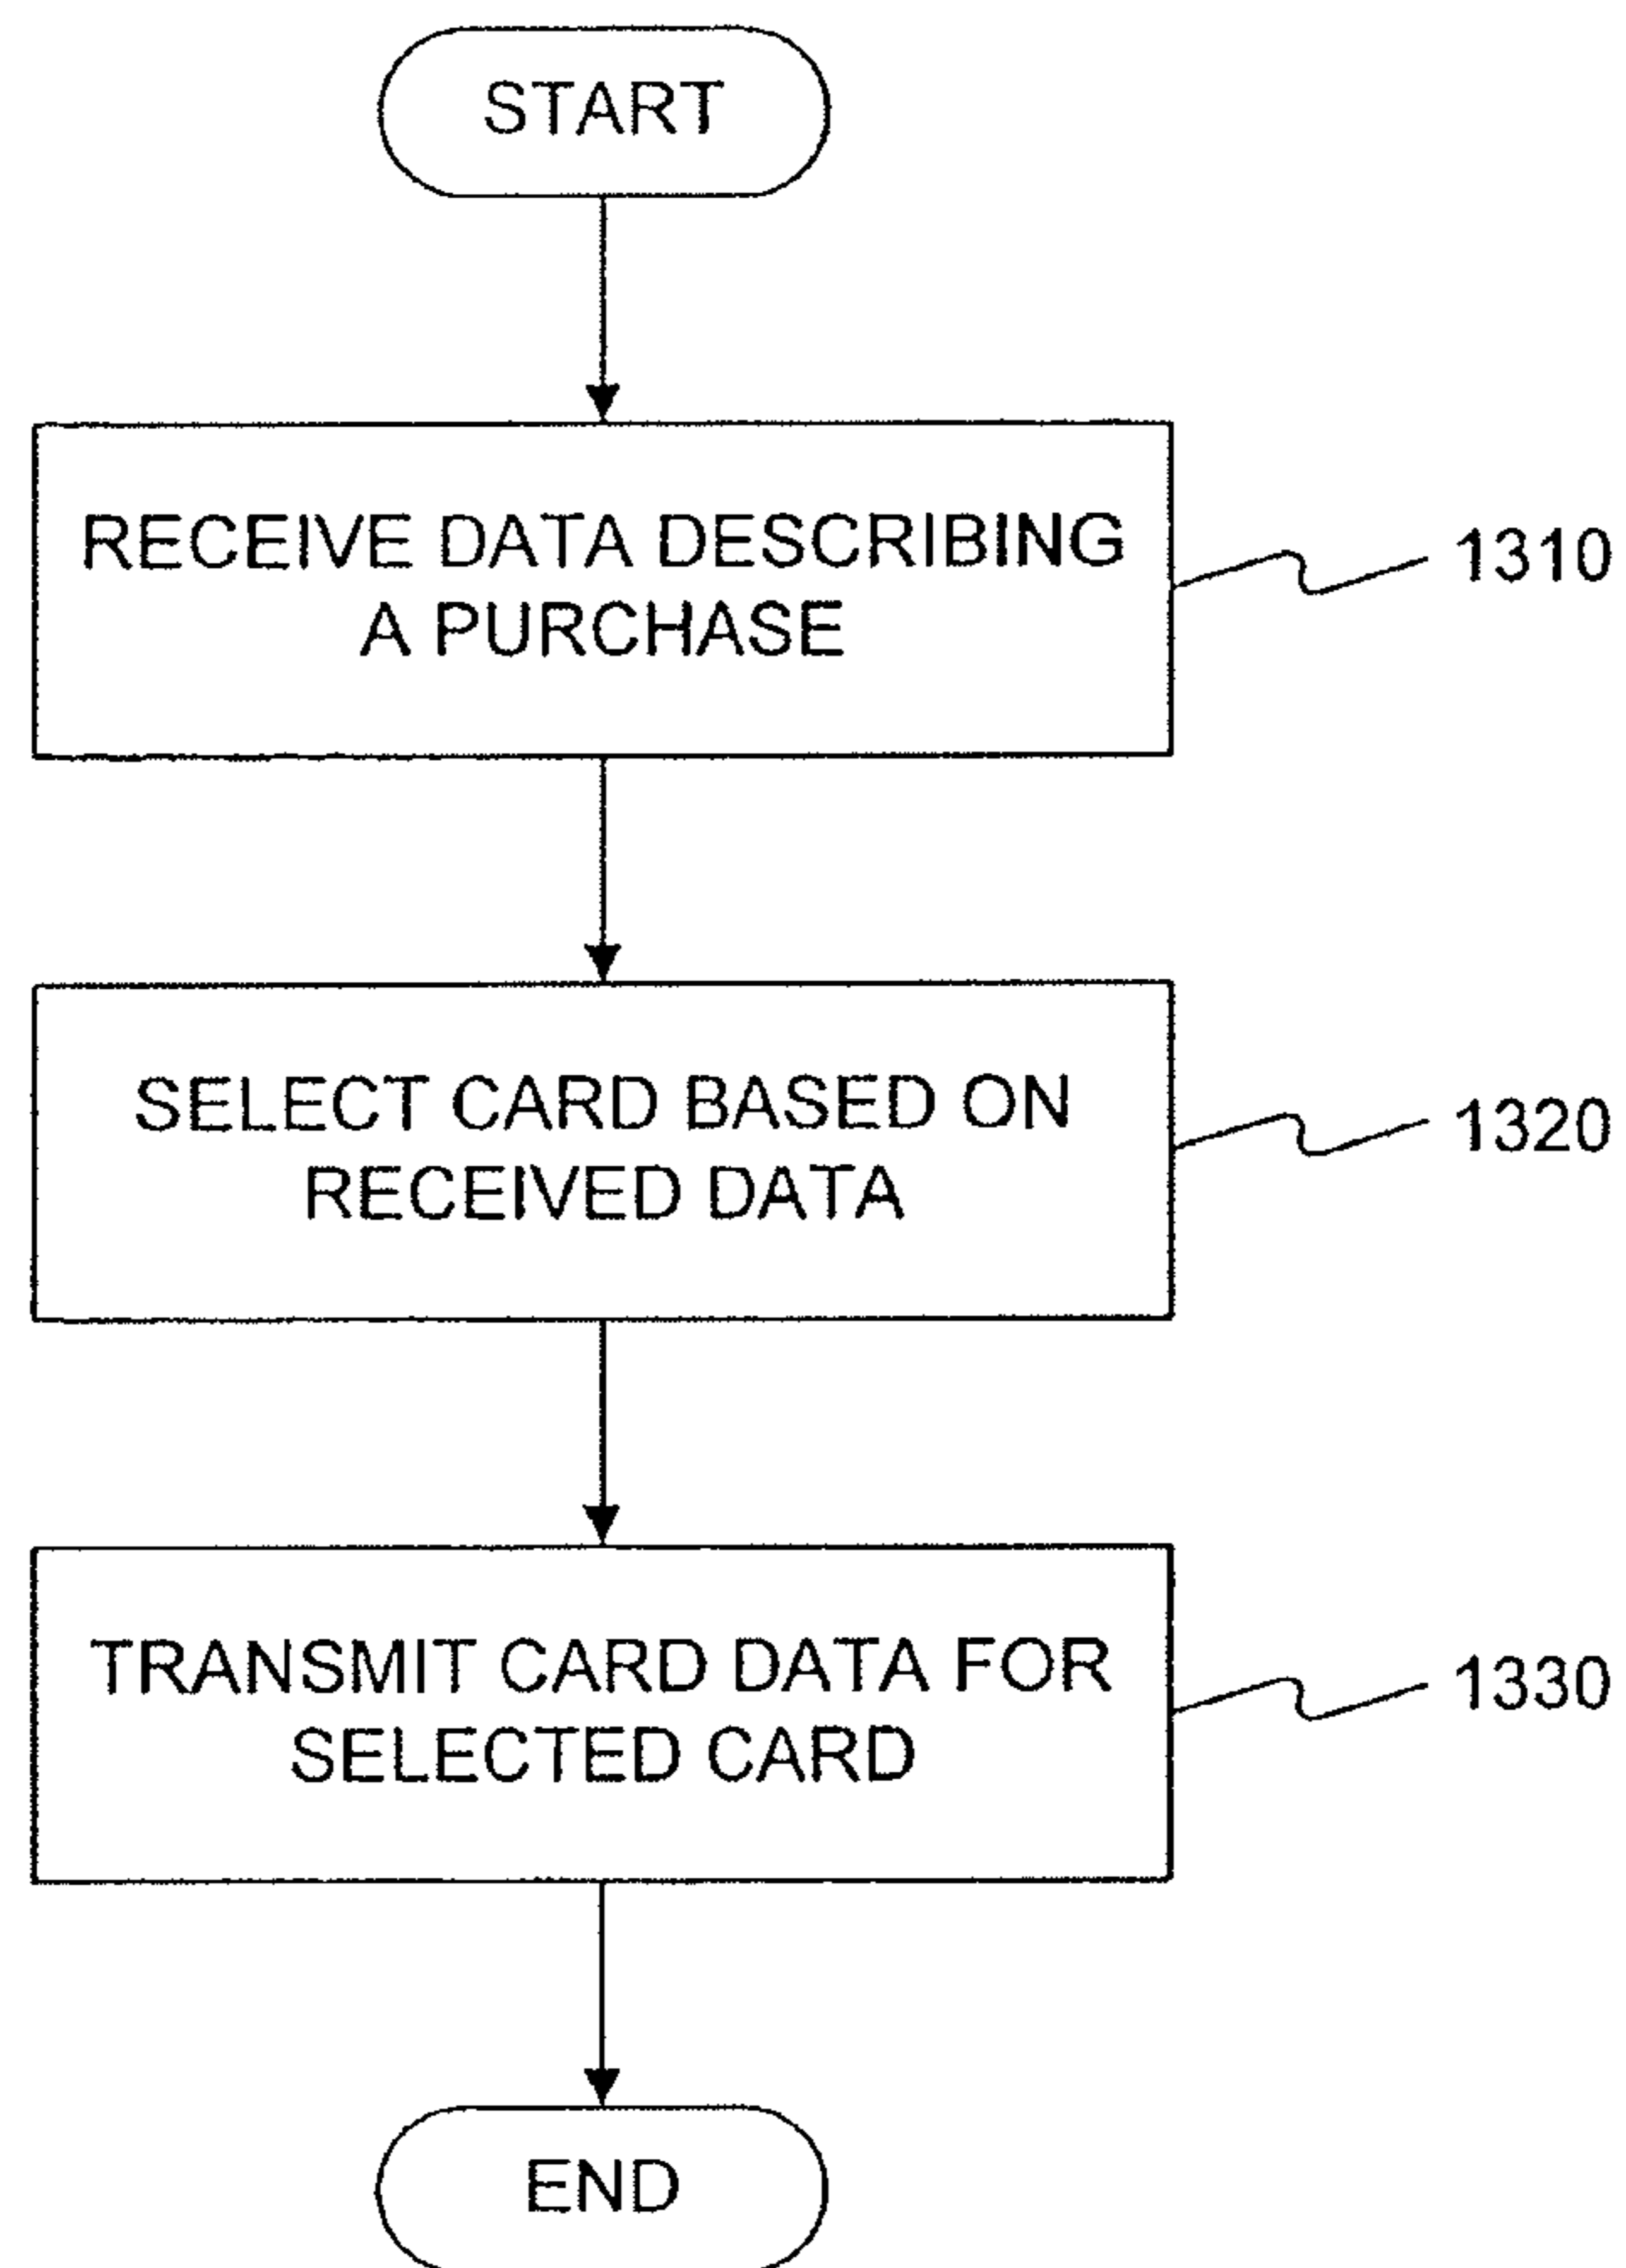 START
RECEIVE DATA DESCRIBING
A PURCHASE
1310
SELECT CARD BASED ON
RECEIVED DATA
1320
TRANSMIT CARD DATA FOR
SELECTED CARD
1330
END